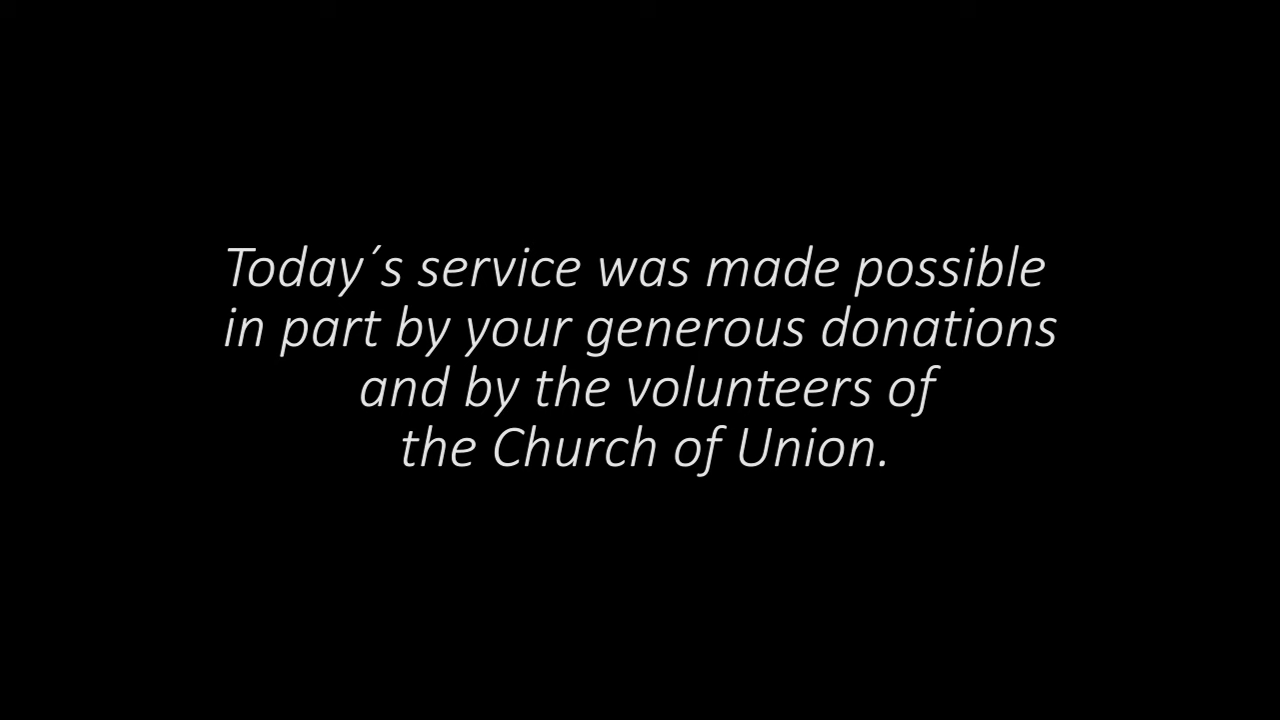 Today´s service was made possible
in part by your generous donations
and by the volunteers of
the Church of Union.